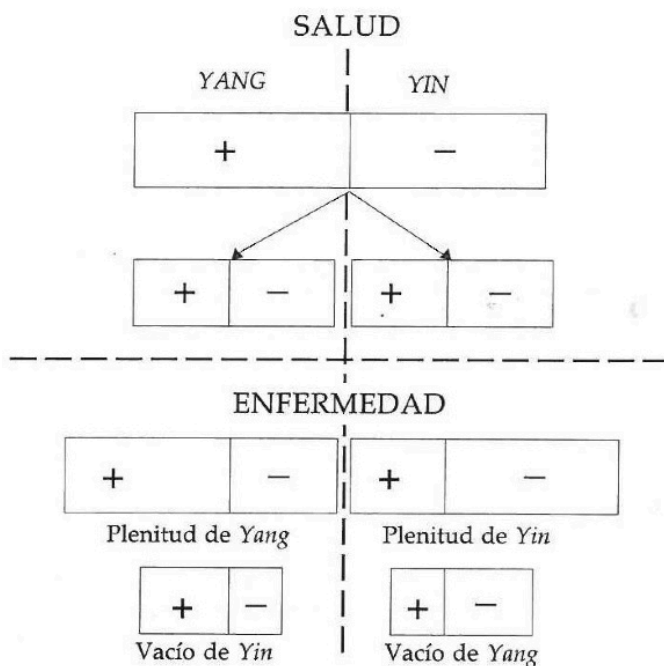 SALUD
YANG YIN
+ −
+ − + −
ENFERMEDAD
+ − + −
Plenitud de Yang Plenitud de Yin
+ − + −
Vacío de Yin Vacío de Yang